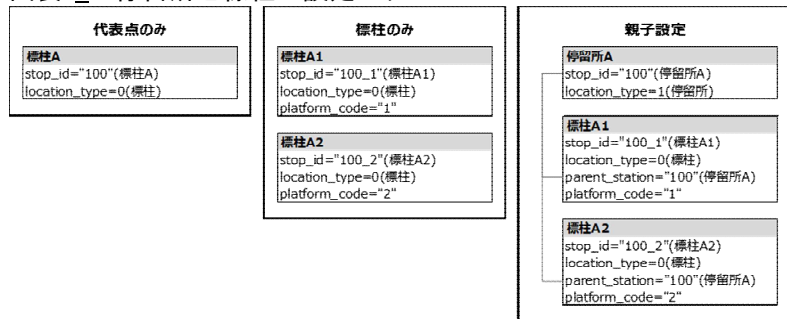 代表点のみ
標柱A
stop_id="100"(標柱A)
location_type=0(標柱)
標柱のみ
標柱A1
stop_id="100_1"(標柱A1)
location_type=0(標柱)
platform_code="1"
標柱A2
stop_id="100_2"(標柱A2)
location_type=0(標柱)
platform_code="2"
親子設定
停留所A
stop_id="100"(停留所A)
location_type=1(停留所)
標柱A1
stop_id="100_1"(標柱A1)
location_type=0(標柱)
parent_station="100"(停留所A)
platform_code="1"
標柱A2
stop_id="100_2"(標柱A2)
location_type=0(標柱)
parent_station="100"(停留所A)
platform_code="2"